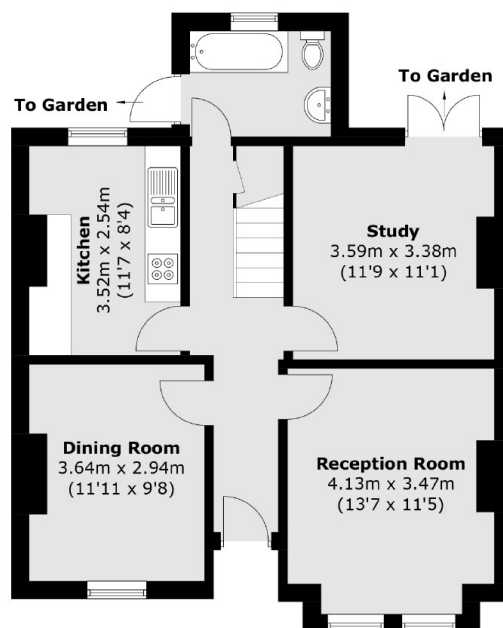 To Garden
To Garden
Kitchen
3.52m x 2.54m
(11'7 x 8'4)
Study
3.59m x 3.38m
(11'9 x 11'1)
Dining Room
3.64m x 2.94m
(11'11 x 9'8)
Reception Room
4.13m x 3.47m
(13'7 x 11'5)